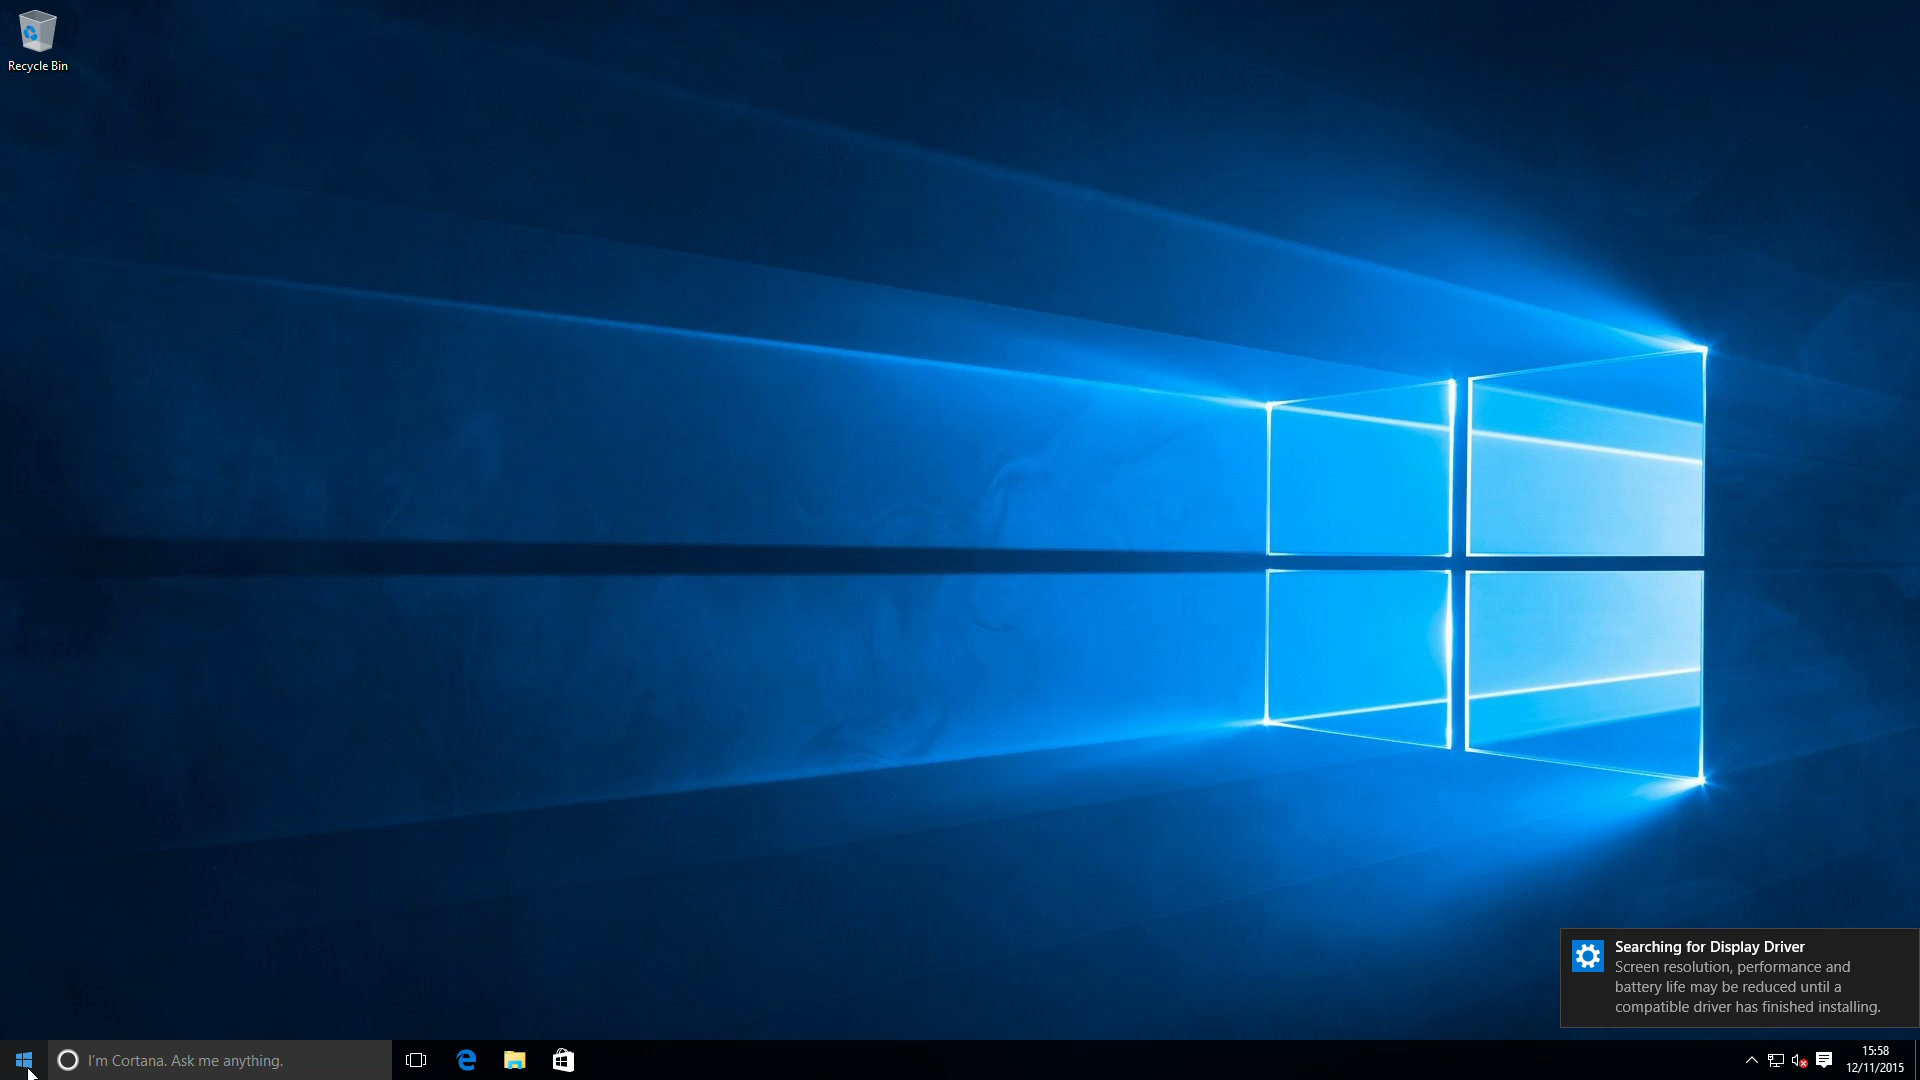 Recycle Bin
Searching for Display Driver
Screen resolution, performance and
battery life may be reduced until a
compatible driver has finished installing.
I'm Cortana. Ask me anything.
15:58
12/11/2015